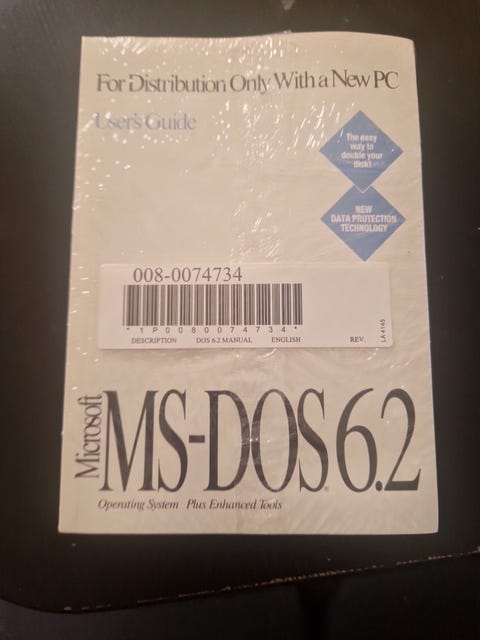 For Distribution Only With a New PC
User's Guide
The easy
way to
double your
disk!
NEW
DATA PROTECTION
TECHNOLOGY
008-0074734
*1P0080074734*
DESCRIPTION DOS 6.2 MANUAL ENGLISH REV.
LA 4145
Microsoft
MS-DOS 6.2
Operating System Plus Enhanced Tools